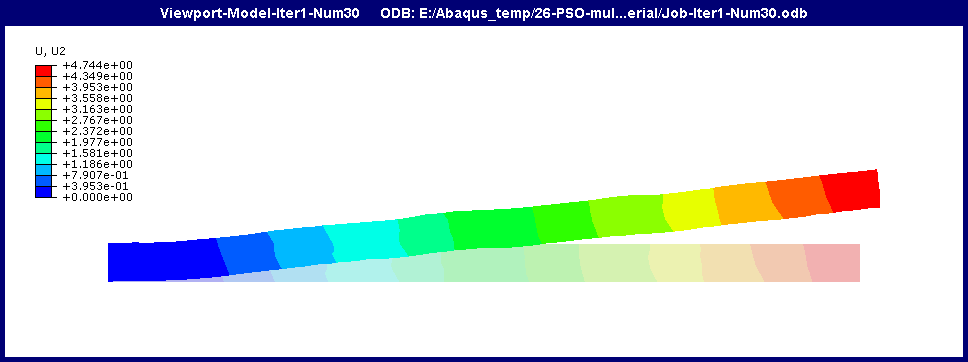 Viewport-Model-Iter1-Num30 ODB: E:/Abaqus_temp/26-PSO-mul...erial/Job-Iter1-Num30.odb
U, U2
+4.744e+00
+4.349e+00
+3.953e+00
+3.558e+00
+3.163e+00
+2.767e+00
+2.372e+00
+1.977e+00
+1.581e+00
+1.186e+00
+7.907e-01
+3.953e-01
+0.000e+00